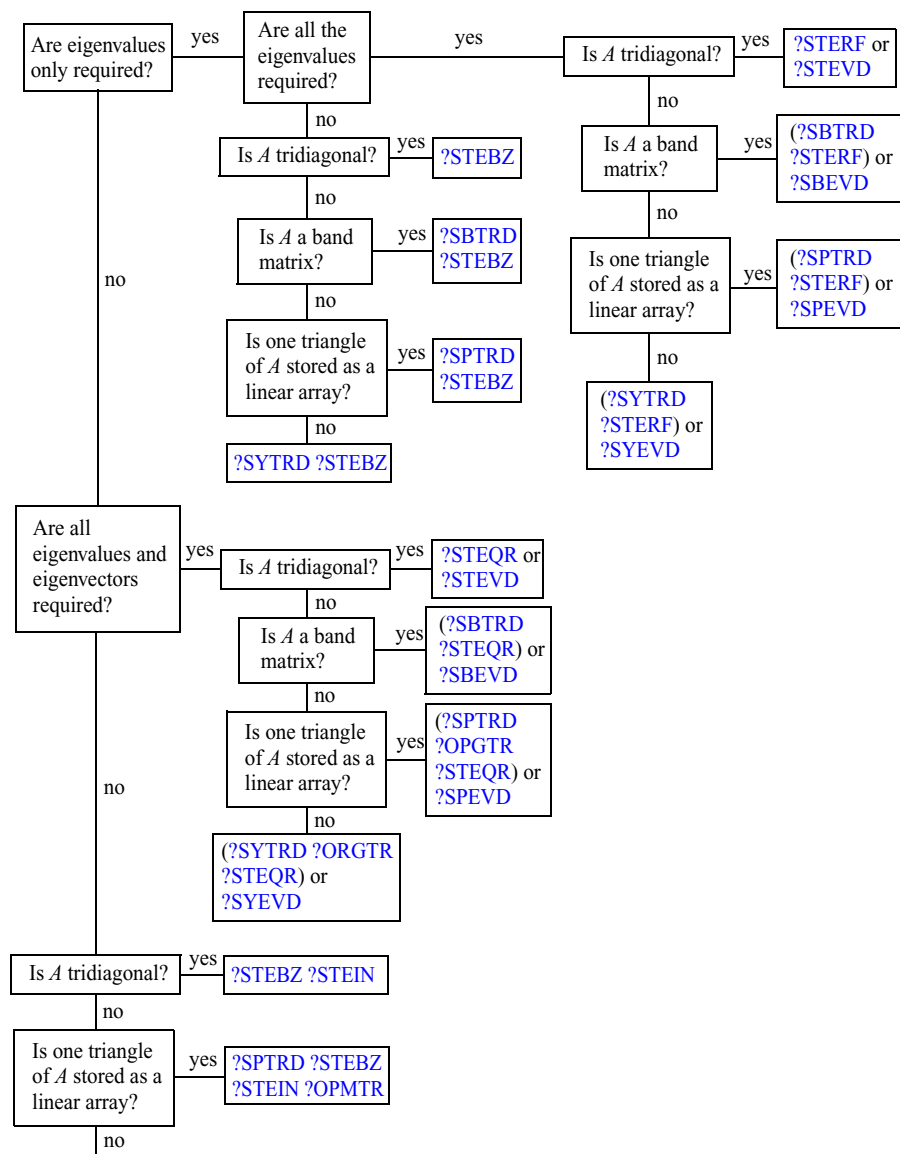 Are eigenvalues
only required?
yes
Are all the
eigenvalues
required?
yes
Is A tridiagonal?
yes
?STERF or
?STEVD
no
Is A a band
matrix?
yes
(?SBTRD
?STERF) or
?SBEVD
no
Is one triangle
of A stored as a
linear array?
yes
(?SPTRD
?STERF) or
?SPEVD
no
(?SYTRD
?STERF) or
?SYEVD
no
Is A tridiagonal?
yes
?STEBZ
no
Is A a band
matrix?
yes
?SBTRD
?STEBZ
no
Is one triangle
of A stored as a
linear array?
yes
?SPTRD
?STEBZ
no
?SYTRD ?STEBZ
no
Are all
eigenvalues and
eigenvectors
required?
yes
Is A tridiagonal?
yes
?STEQR or
?STEVD
no
Is A a band
matrix?
yes
(?SBTRD
?STEQR) or
?SBEVD
no
Is one triangle
of A stored as a
linear array?
yes
(?SPTRD
?OPGTR
?STEQR) or
?SPEVD
no
(?SYTRD ?ORGTR
?STEQR) or
?SYEVD
no
Is A tridiagonal?
yes
?STEBZ ?STEIN
no
Is one triangle
of A stored as a
linear array?
yes
?SPTRD ?STEBZ
?STEIN ?OPMTR
no